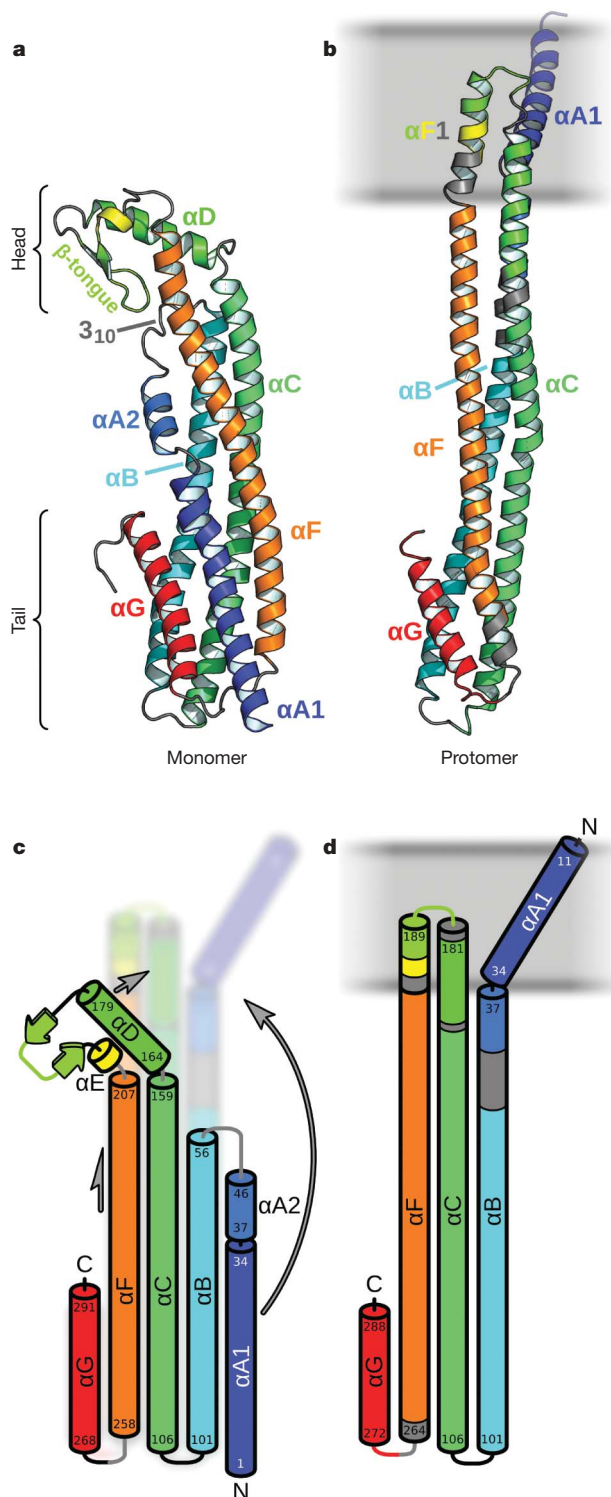 a
Head
αD
β-tongue
3₁₀
αC
αA2
αB
αF
Tail
αG
αA1
Monomer
b
αF1
αA1
αB
αC
αF
αG
Protomer
c
179
αD
164
αE
207
159
56
46
αA2
37
34
C
291
αG
αF
αC
αB
αA1
268
258
106
101
1
N
d
N
11
αA1
34
189
181
37
αF
αC
αB
C
288
αG
272
264
106
101